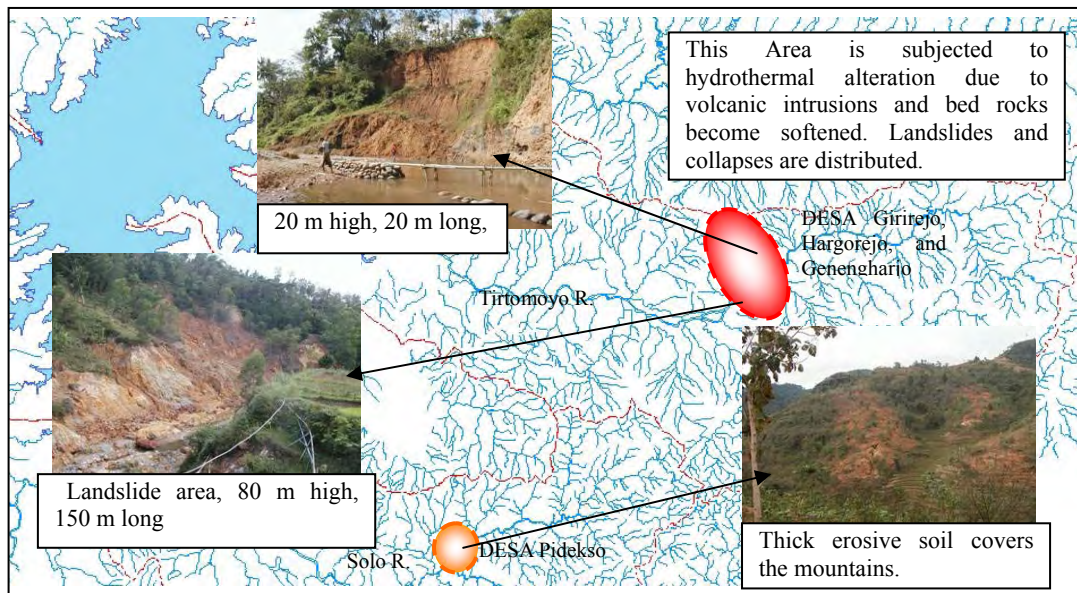 This Area is subjected to
hydrothermal alteration due to
volcanic intrusions and bed rocks
become softened. Landslides and
collapses are distributed.
20 m high, 20 m long,
DESA Girirejo,
Hargorejo, and
Genengharjo
Tirtomoyo R.
Landslide area, 80 m high,
150 m long
Solo R.
DESA Pidekso
Thick erosive soil covers
the mountains.